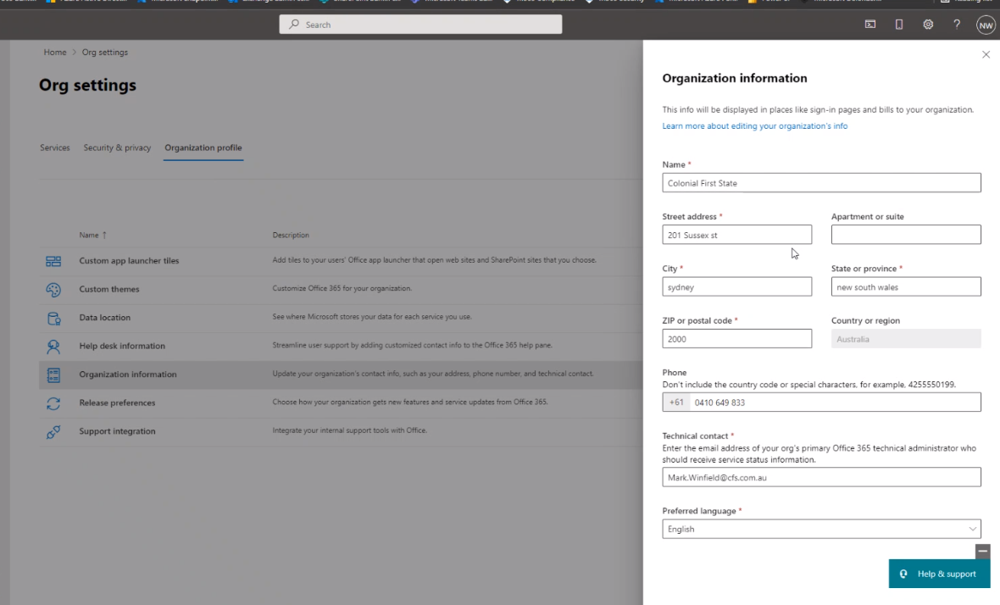 Search
NW
Home > Org settings
Org settings
Services Security & privacy Organization profile
Name ↑ Description
Custom app launcher tiles Add tiles to your users' Office app launcher that open web sites and SharePoint sites that you choose.
Custom themes Customize Office 365 for your organization.
Data location See where Microsoft stores your data for each service you use.
Help desk information Streamline user support by adding customized contact info to the Office 365 help pane.
Organization information Update your organization's contact info, such as your address, phone number, and technical contact.
Release preferences Choose how your organization gets new features and service updates from Office 365.
Support integration Integrate your internal support tools with Office.
Organization information
This info will be displayed in places like sign-in pages and bills to your organization.
Learn more about editing your organization's info
Name *
Colonial First State
Street address * Apartment or suite
201 Sussex st
City * State or province *
sydney new south wales
ZIP or postal code * Country or region
2000 Australia
Phone
Don't include the country code or special characters, for example, 4255550199.
+61 0410 649 833
Technical contact *
Enter the email address of your org's primary Office 365 technical administrator who
should receive service status information.
Mark.Winfield@cfs.com.au
Preferred language *
English
Help & support